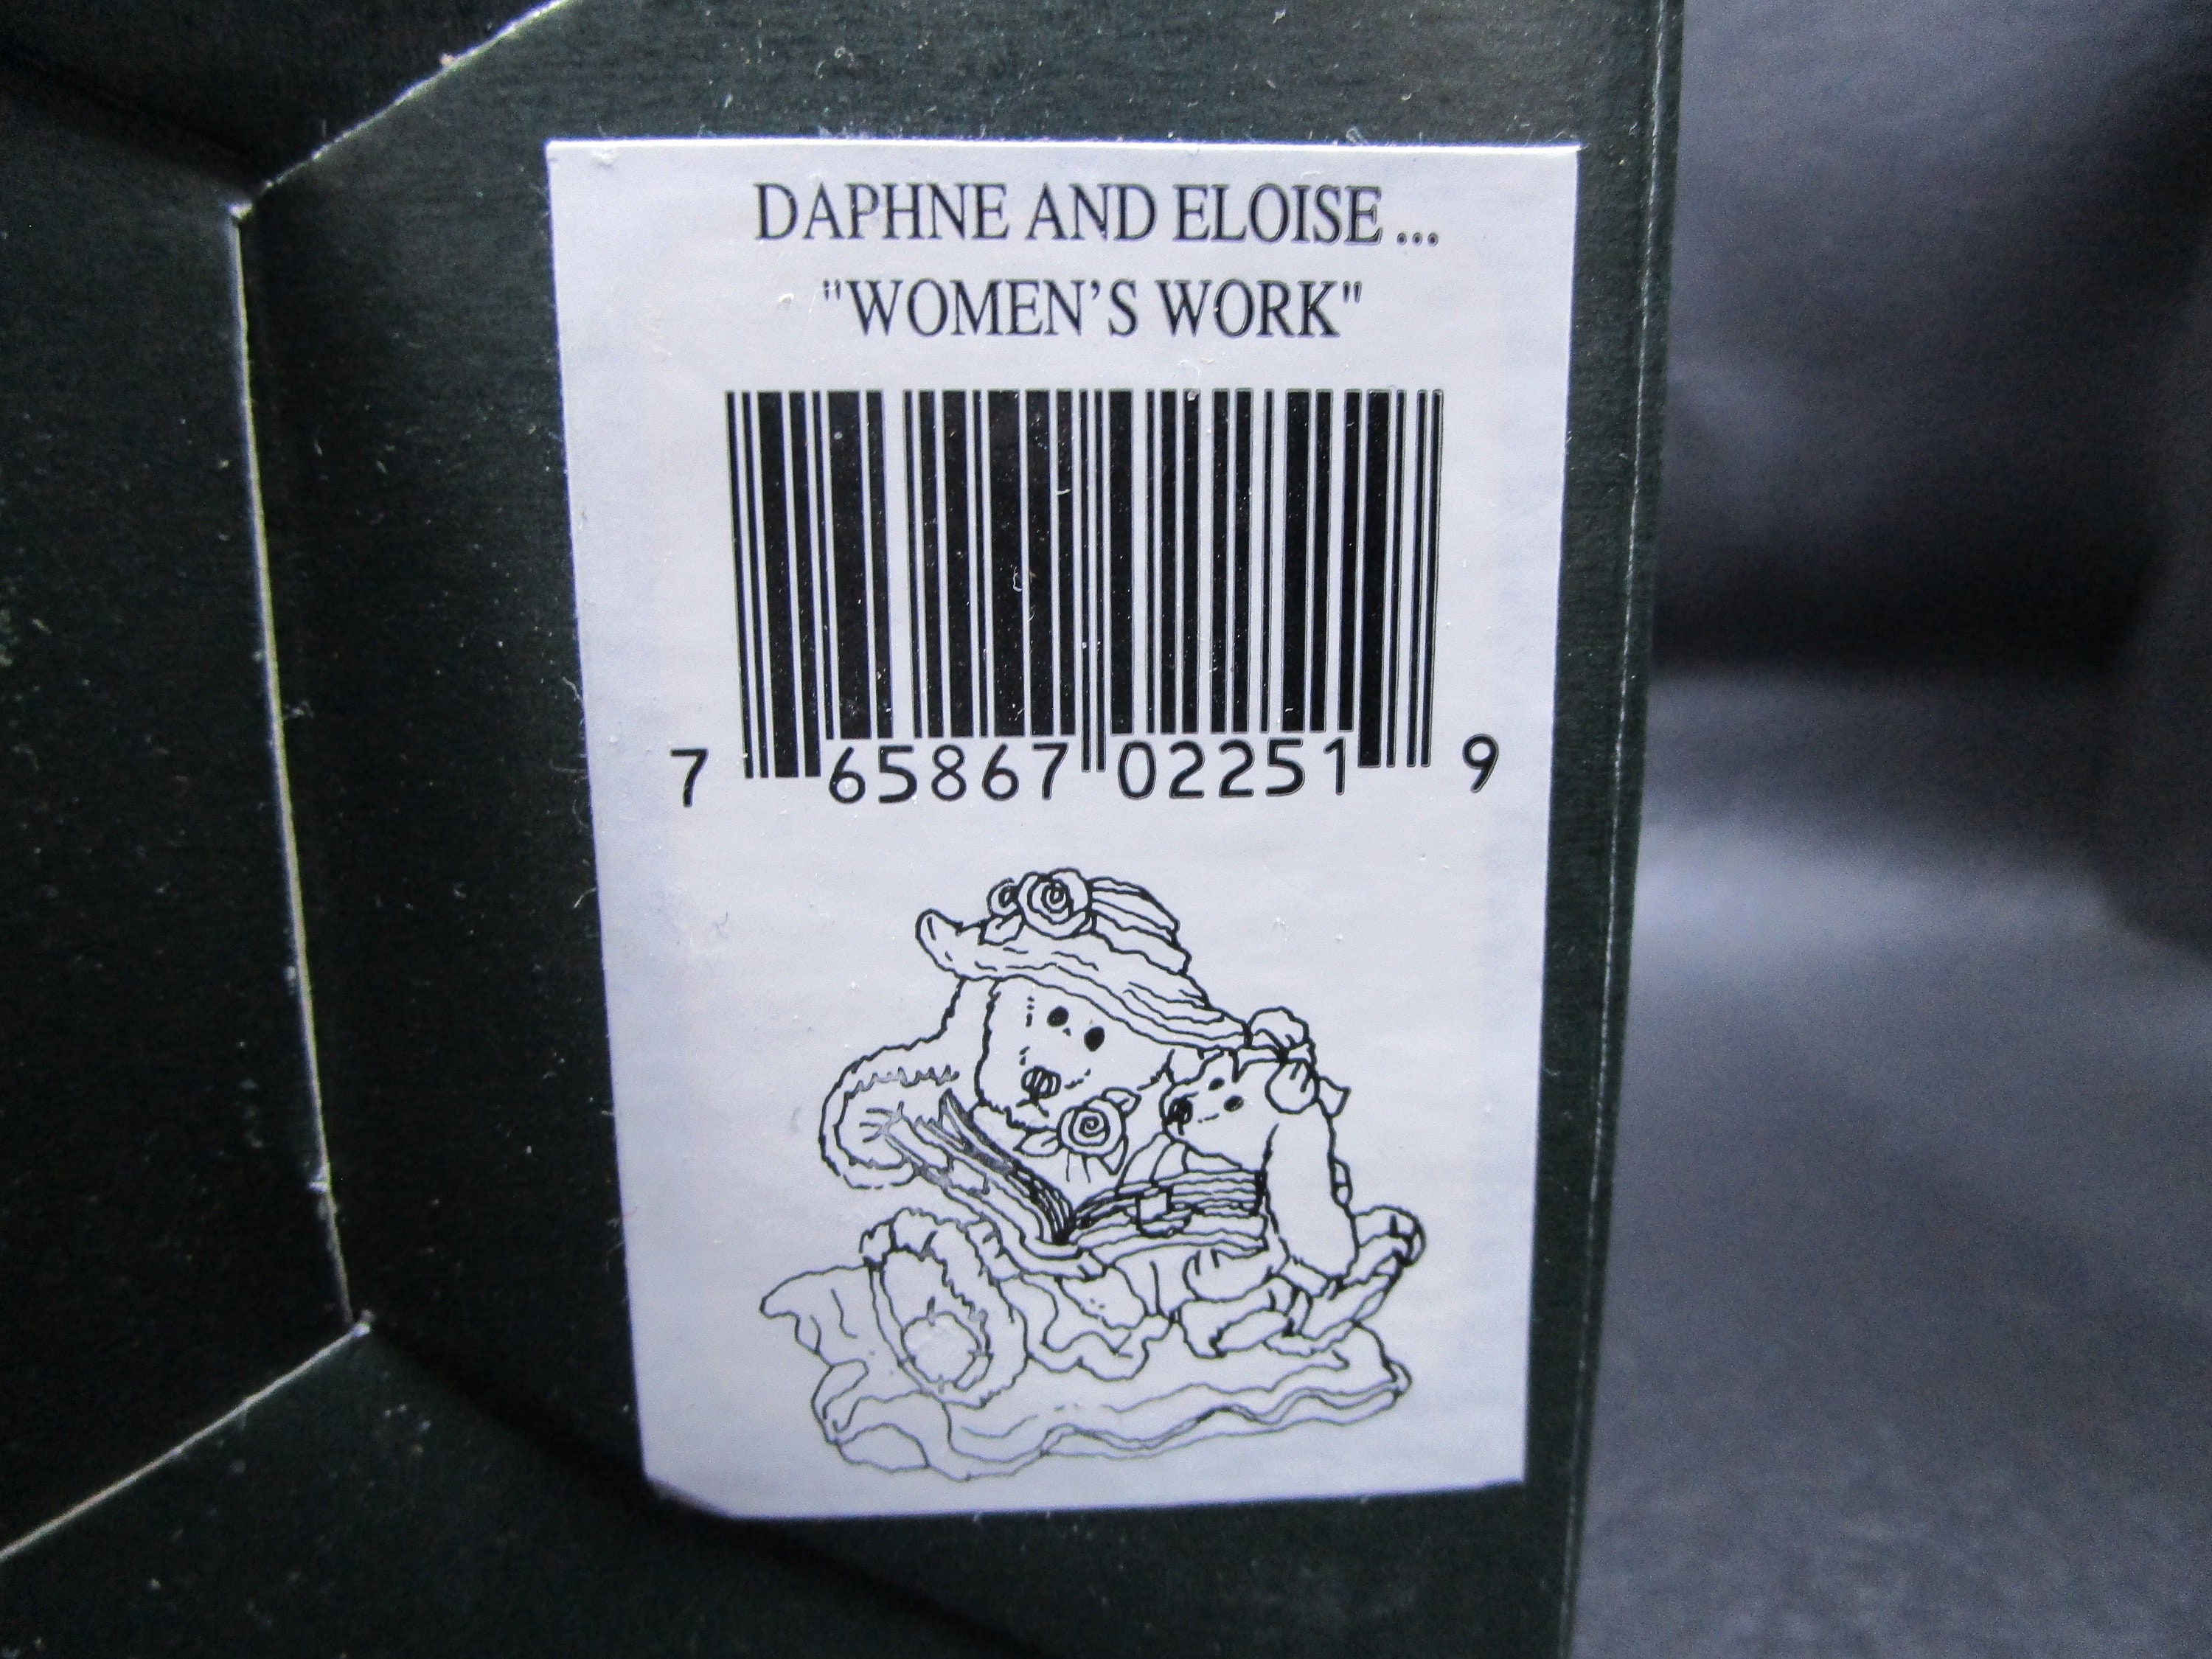 DAPHNE AND ELOISE ...
"WOMEN'S WORK"
7 65867 02251 9